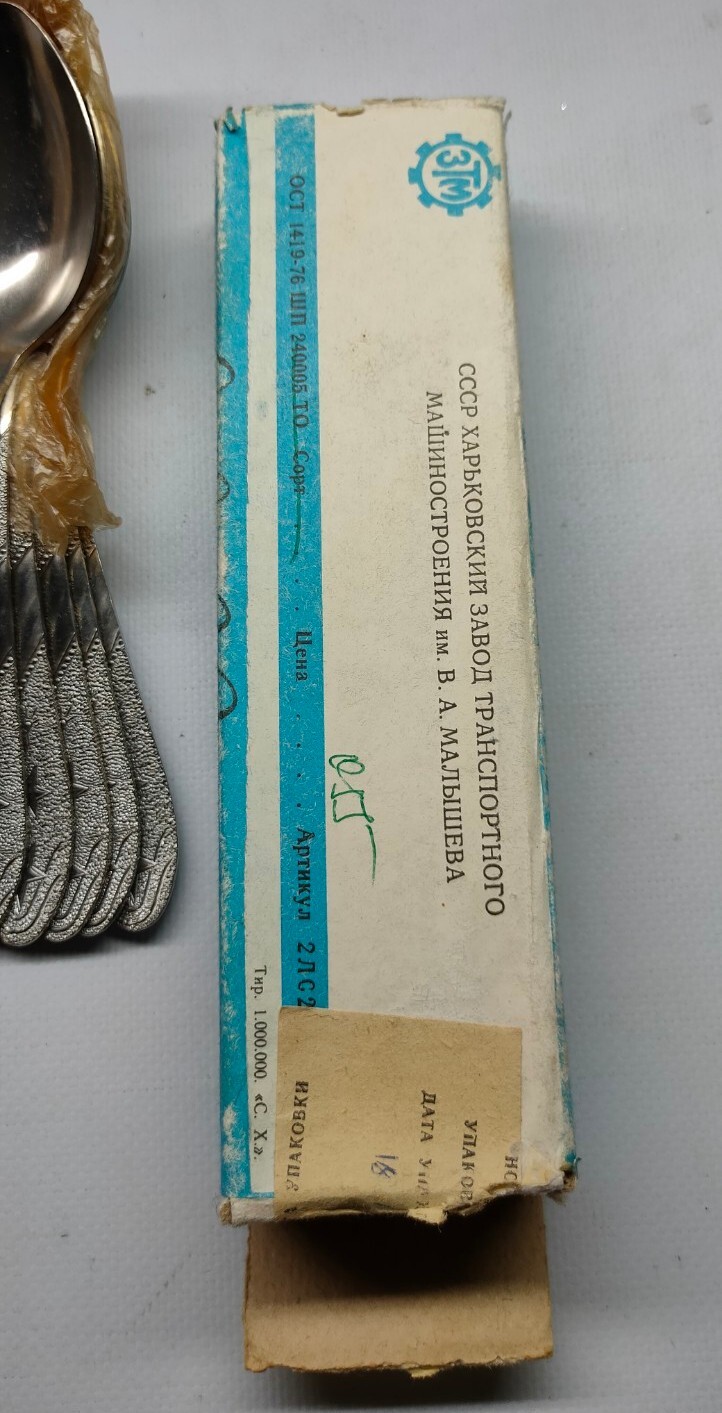 ЗТМ
СССР ХАРЬКОВСКИЙ ЗАВОД ТРАНСПОРТНОГО
МАШИНОСТРОЕНИЯ им. В. А. МАЛЫШЕВА
ОСТ 1419-76 ШП 240005 ТО Сорт . . Цена . . . . Артикул 2ЛС2
Тир. 1.000.000. «С. Х.».
УПАКОВ
ДАТА
18
УПАКОВКИ